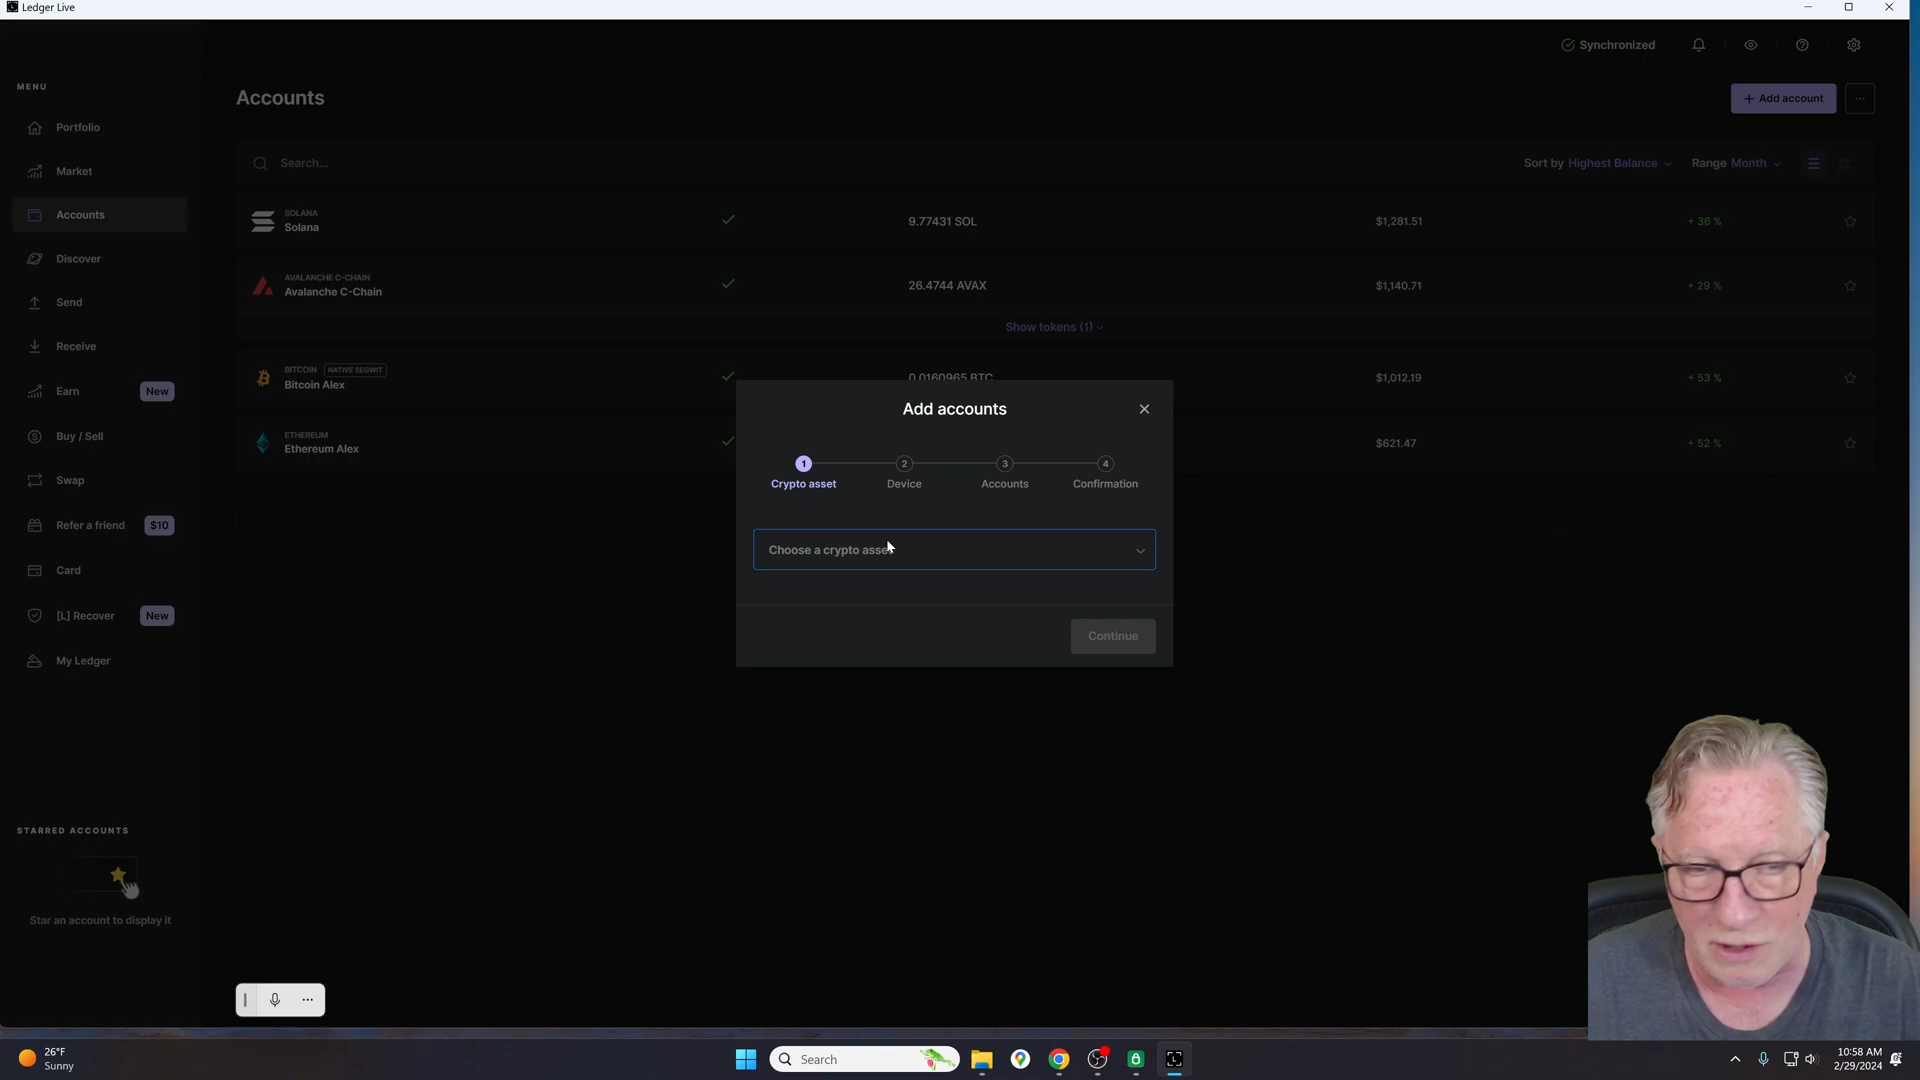 Ledger Live
Synchronized
MENU
Portfolio
Market
Accounts
Discover
Send
Receive
Earn New
Buy / Sell
Swap
Refer a friend $10
Card
[L] Recover New
My Ledger
STARRED ACCOUNTS
Star an account to display it
Accounts
+ Add account
...
Search...
Sort by Highest Balance
Range Month
SOLANA
Solana
9.77431 SOL
$1,281.51
+ 36 %
AVALANCHE C-CHAIN
Avalanche C-Chain
26.4744 AVAX
$1,140.71
+ 29 %
Show tokens (1)
BITCOIN NATIVE SEGWIT
Bitcoin Alex
0.0160965 BTC
$1,012.19
+ 53 %
ETHEREUM
Ethereum Alex
$621.47
+ 52 %
Add accounts
1 2 3 4
Crypto asset Device Accounts Confirmation
Choose a crypto asset
Continue
...
26°F
Sunny
Search
10:58 AM
2/29/2024